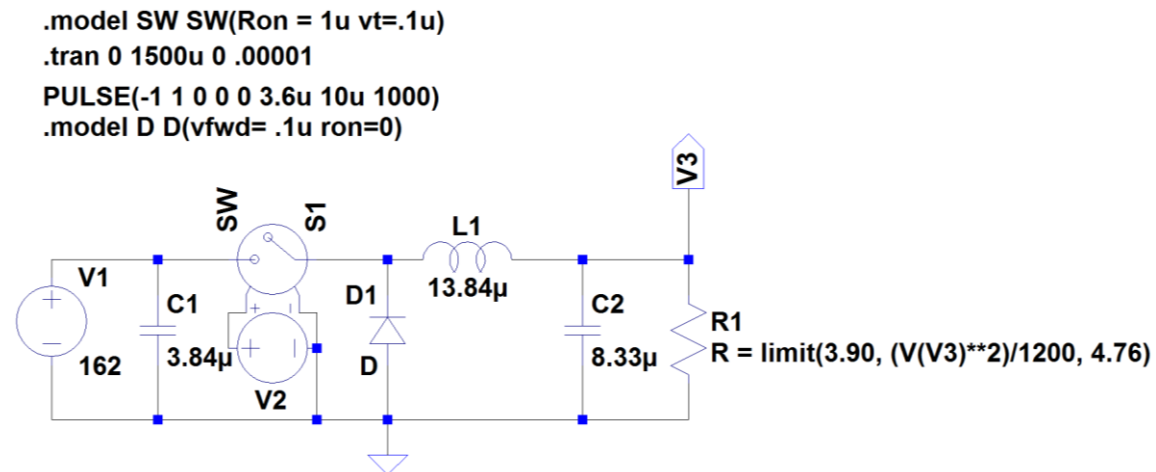 .model SW SW(Ron = 1u vt=.1u)
.tran 0 1500u 0 .00001
PULSE(-1 1 0 0 0 3.6u 10u 1000)
.model D D(vfwd= .1u ron=0)
V3
SW
S1
L1
13.84µ
V1
162
C1
3.84µ
V2
D1
D
C2
8.33µ
R1
R = limit(3.90, (V(V3)**2)/1200, 4.76)